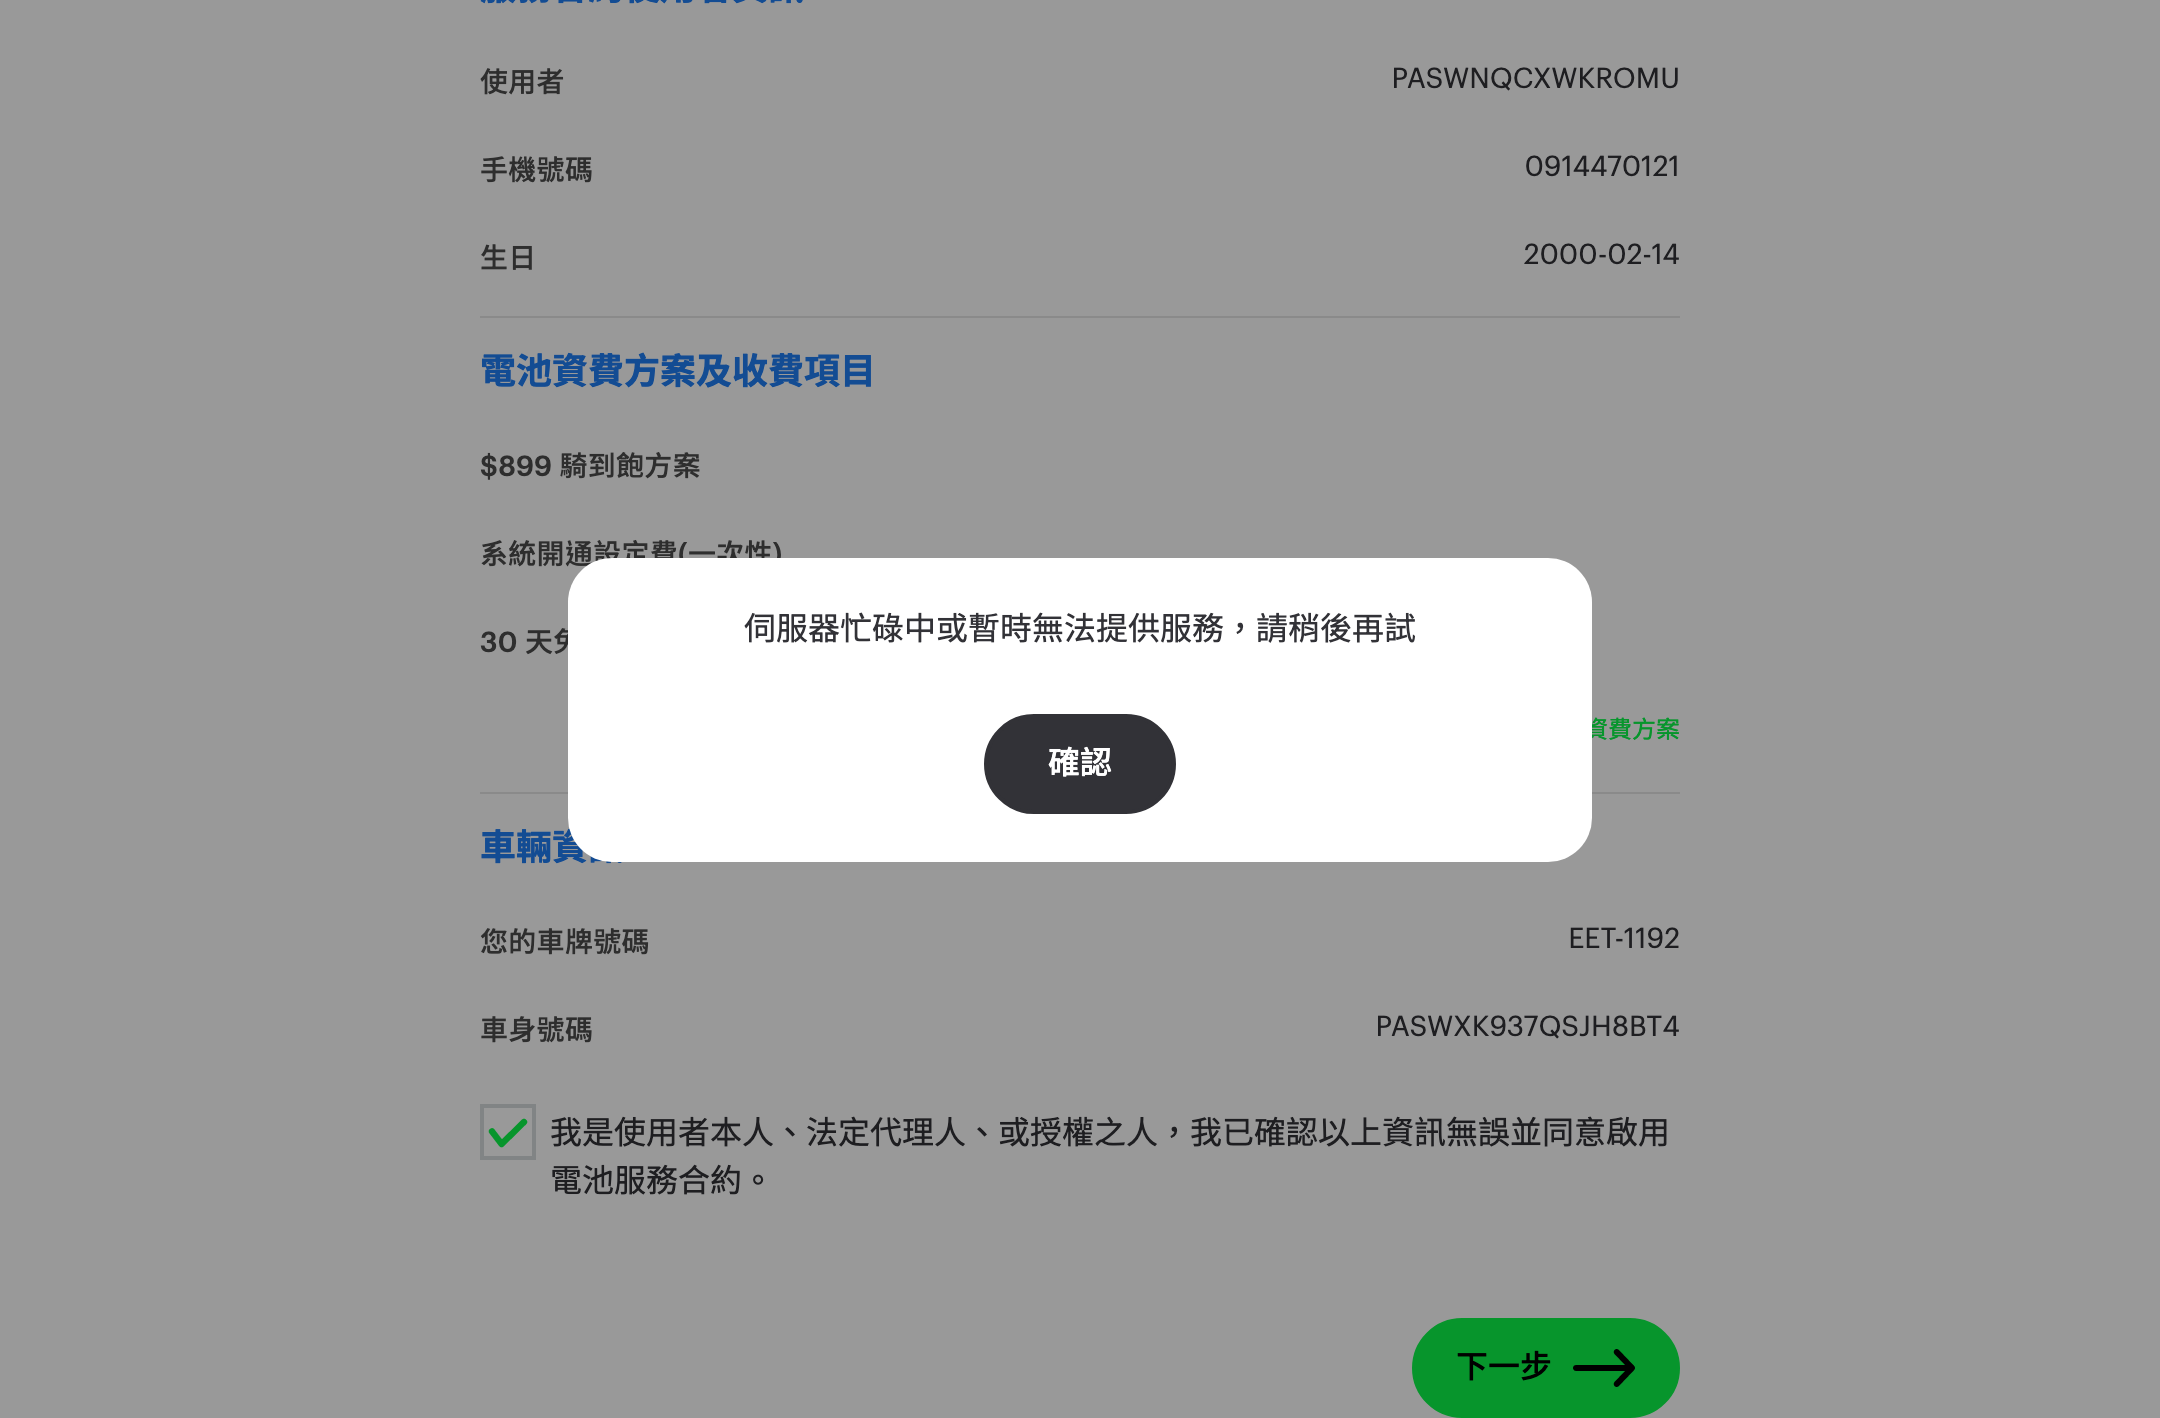 使用者
PASWNQCXWKROMU
手機號碼
0914470121
生日
2000-02-14
電池資費方案及收費項目
$899 騎到飽方案
系統開通設定費(一次性)
30 天免
伺服器忙碌中或暫時無法提供服務，請稍後再試
資費方案
確認
車輛資
您的車牌號碼
EET-1192
車身號碼
PASWXK937QSJH8BT4
我是使用者本人、法定代理人、或授權之人，我已確認以上資訊無誤並同意啟用
電池服務合約。
下一步